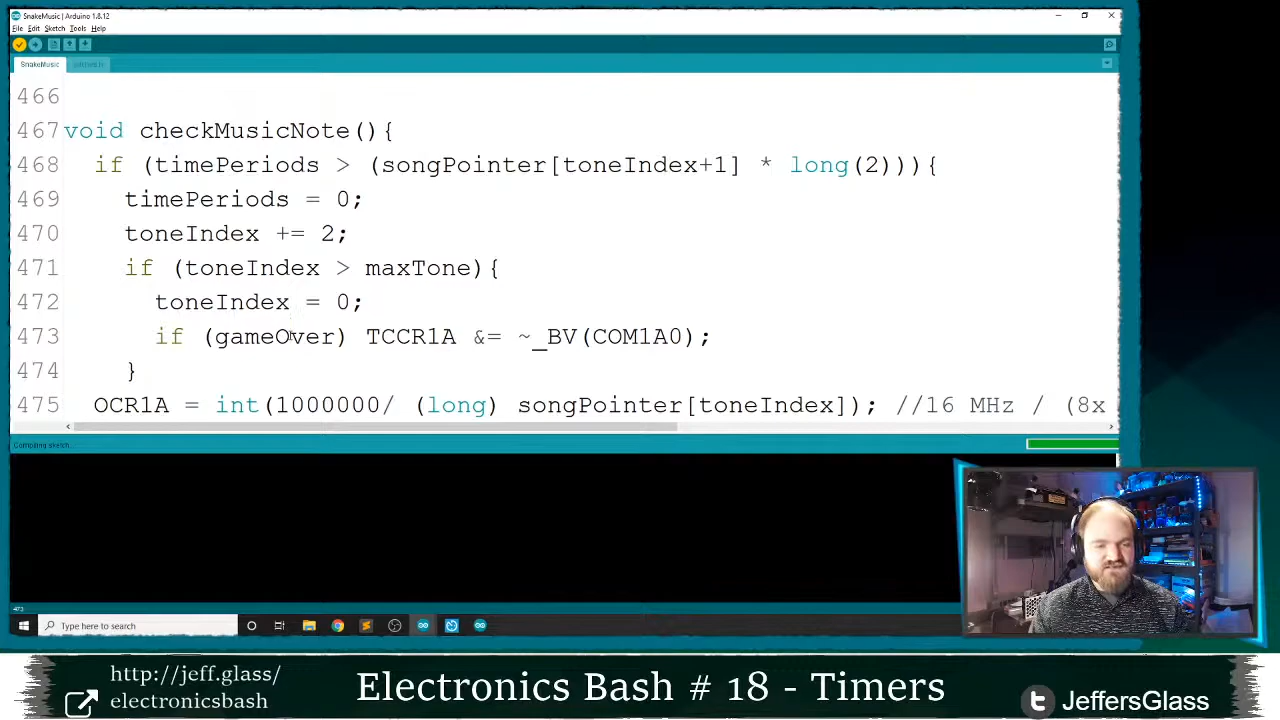 SnakeMusic | Arduino 1.8.12
File Edit Sketch Tools Help
SnakeMusic
466
467 void checkMusicNote(){
468 if (timePeriods > (songPointer[toneIndex+1] * long(2))){
469 timePeriods = 0;
470 toneIndex += 2;
471 if (toneIndex > maxTone){
472 toneIndex = 0;
473 if (gameOver) TCCR1A &= ~_BV(COM1A0);
474 }
475 OCR1A = int(1000000/ (long) songPointer[toneIndex]); //16 MHz / (8x
Compiling sketch...
473
Type here to search
http://jeff.glass/
electronicsbash
Electronics Bash # 18 - Timers
JeffersGlass